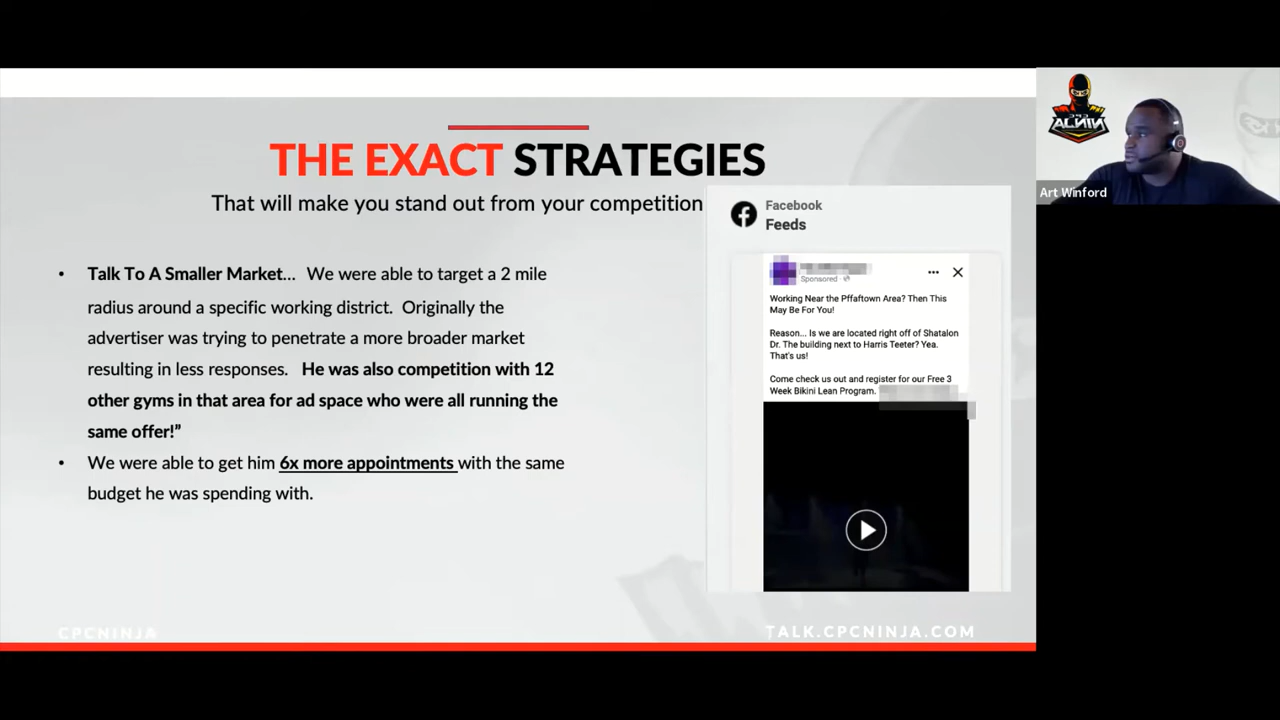 THE EXACT STRATEGIES
That will make you stand out from your competition
• Talk To A Smaller Market... We were able to target a 2 mile
radius around a specific working district. Originally the
advertiser was trying to penetrate a more broader market
resulting in less responses. He was also competition with 12
other gyms in that area for ad space who were all running the
same offer!”
• We were able to get him 6x more appointments with the same
budget he was spending with.
Facebook
Feeds
Sponsored
Working Near the Pffaftown Area? Then This
May Be For You!
Reason... Is we are located right off of Shatalon
Dr. The building next to Harris Teeter? Yea.
That's us!
Come check us out and register for our Free 3
Week Bikini Lean Program.
CPCNINJA
TALK.CPCNINJA.COM
CPC
NINJA
Art Winford